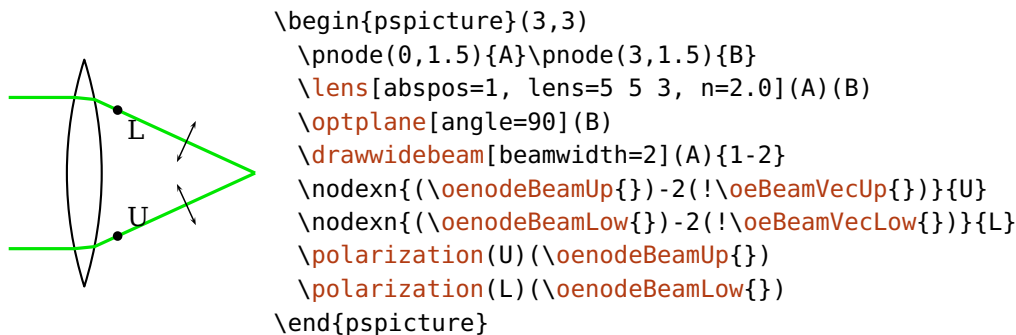 L
U
\begin{pspicture}(3,3)
  \pnode(0,1.5){A}\pnode(3,1.5){B}
  \lens[abspos=1, lens=5 5 3, n=2.0](A)(B)
  \optplane[angle=90](B)
  \drawwidebeam[beamwidth=2](A){1-2}
  \nodexn{(\oenodeBeamUp{})-2(!\oeBeamVecUp{})}{U}
  \nodexn{(\oenodeBeamLow{})-2(!\oeBeamVecLow{})}{L}
  \polarization(U)(\oenodeBeamUp{})
  \polarization(L)(\oenodeBeamLow{})
\end{pspicture}